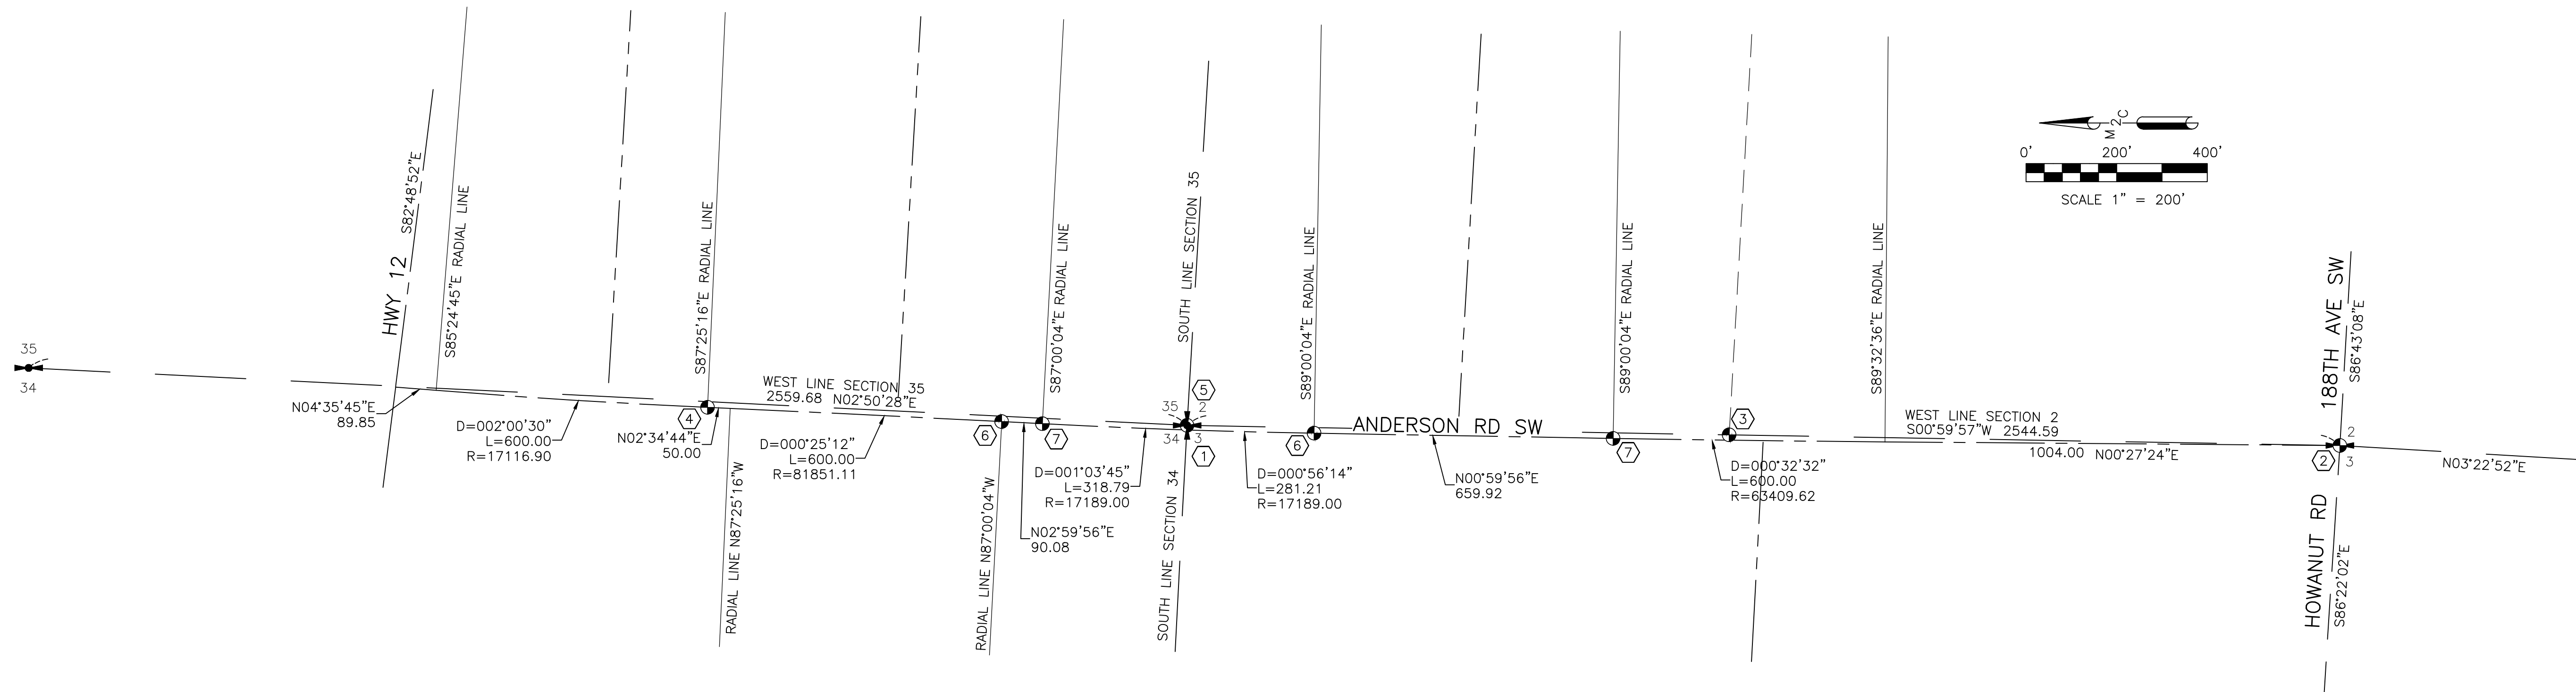 35
34
N04°35'45"E
89.85
HWY 12
S82°48'52"E
S85°24'45"E RADIAL LINE
D=002°00'30"
L=600.00
R=17116.90
S87°25'16"E RADIAL LINE
4
N02°34'44"E
50.00
RADIAL LINE N87°25'16"W
WEST LINE SECTION 35
2559.68 N02°50'28"E
D=000°25'12"
L=600.00
R=81851.11
6
RADIAL LINE N87°00'04"W
7
S87°00'04"E RADIAL LINE
N02°59'56"E
90.08
D=001°03'45"
L=318.79
R=17189.00
SOUTH LINE SECTION 35
5
35
2
34
3
1
SOUTH LINE SECTION 34
D=000°56'14"
L=281.21
R=17189.00
S89°00'04"E RADIAL LINE
6
ANDERSON RD SW
N00°59'56"E
659.92
S89°00'04"E RADIAL LINE
7
3
D=000°32'32"
L=600.00
R=63409.62
S89°32'36"E RADIAL LINE
WEST LINE SECTION 2
S00°59'57"W 2544.59
1004.00 N00°27'24"E
M2C
0'
200'
400'
SCALE 1" = 200'
188TH AVE SW
S86°43'08"E
2
2
3
N03°22'52"E
HOWANUT RD
S86°22'02"E